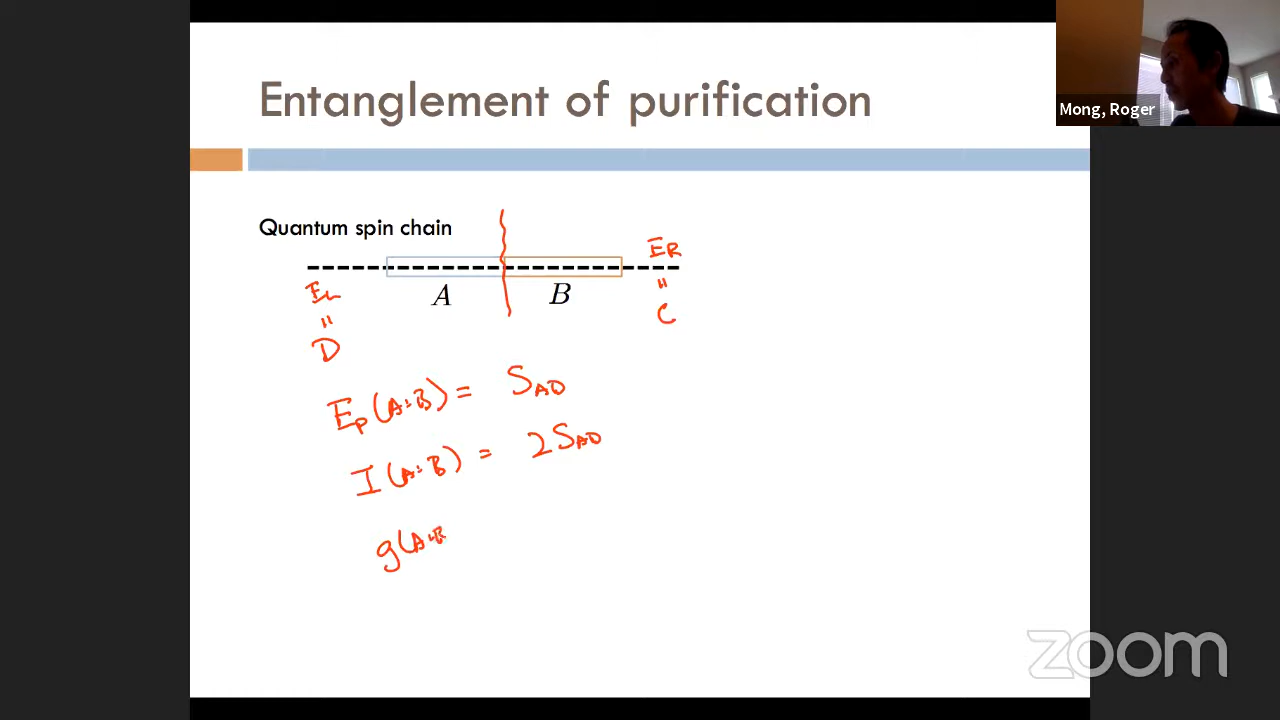 Entanglement of purification
Mong, Roger
Quantum spin chain
E_R
"
C
A
B
E_L
"
D
E_P(A:B) = S_AD
I(A:B) = 2S_AD
g(A:B
zoom